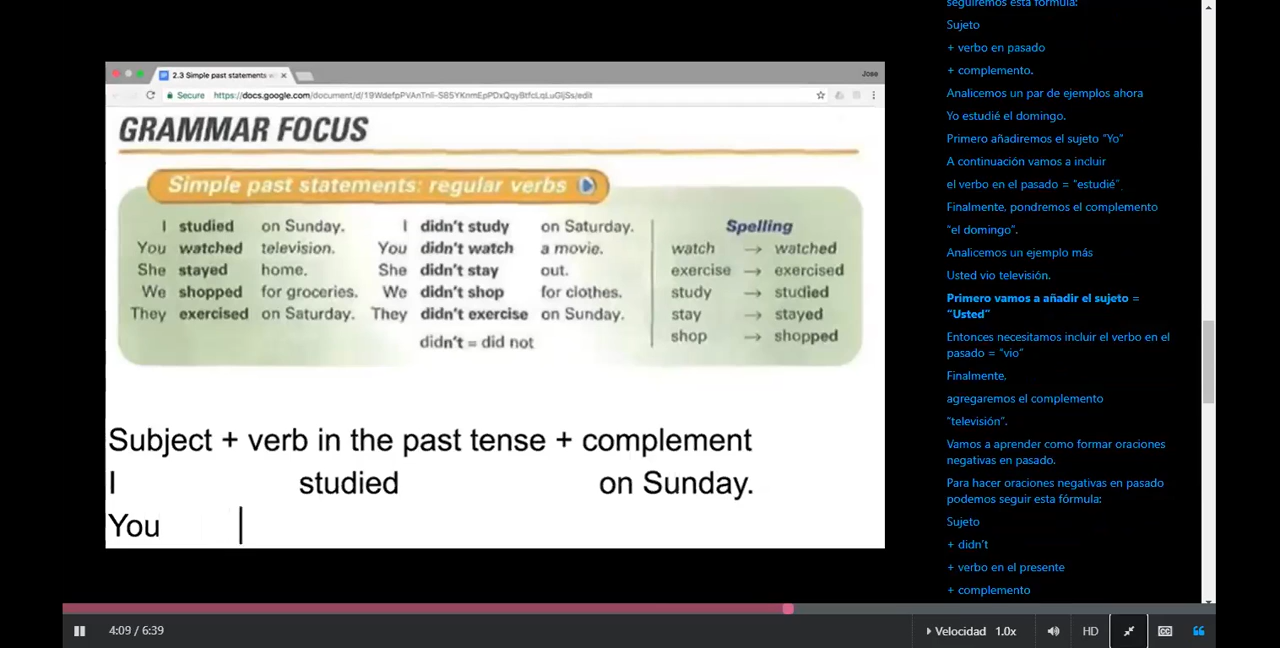 2.3 Simple past statements
Jose
Secure
GRAMMAR FOCUS
Simple past statements: regular verbs
I studied on Sunday. I didn't study on Saturday.
You watched television. You didn't watch a movie.
She stayed home. She didn't stay out.
We shopped for groceries. We didn't shop for clothes.
They exercised on Saturday. They didn't exercise on Sunday.
didn't = did not
Spelling
watch → watched
exercise → exercised
study → studied
stay → stayed
shop → shopped
Subject + verb in the past tense + complement
I studied on Sunday.
You
seguiremos esta fórmula:
Sujeto
+ verbo en pasado
+ complemento.
Analicemos un par de ejemplos ahora
Yo estudié el domingo.
Primero añadiremos el sujeto "Yo"
A continuación vamos a incluir
el verbo en el pasado = "estudié".
Finalmente, pondremos el complemento
"el domingo".
Analicemos un ejemplo más
Usted vio televisión.
Primero vamos a añadir el sujeto =
"Usted"
Entonces necesitamos incluir el verbo en el
pasado = "vio"
Finalmente,
agregaremos el complemento
"televisión".
Vamos a aprender como formar oraciones
negativas en pasado.
Para hacer oraciones negativas en pasado
podemos seguir esta fórmula:
Sujeto
+ didn't
+ verbo en el presente
+ complemento
4:09 / 6:39
Velocidad 1.0x
HD
CC